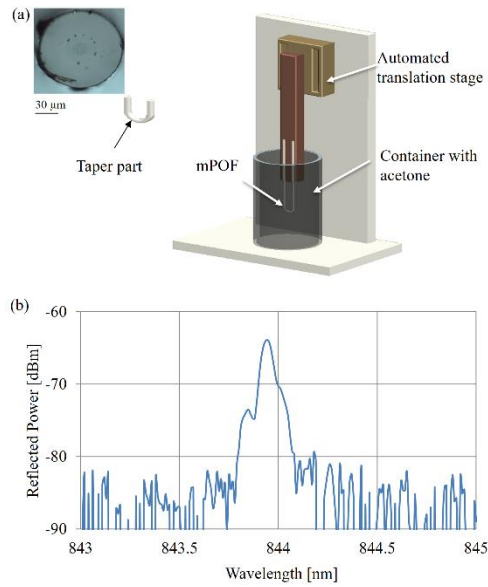 (a)
30 µm
Taper part
mPOF
Automated
translation stage
Container with
acetone
(b)
Reflected Power [dBm]
-60
-70
-80
-90
843
843.5
844
844.5
845
Wavelength [nm]